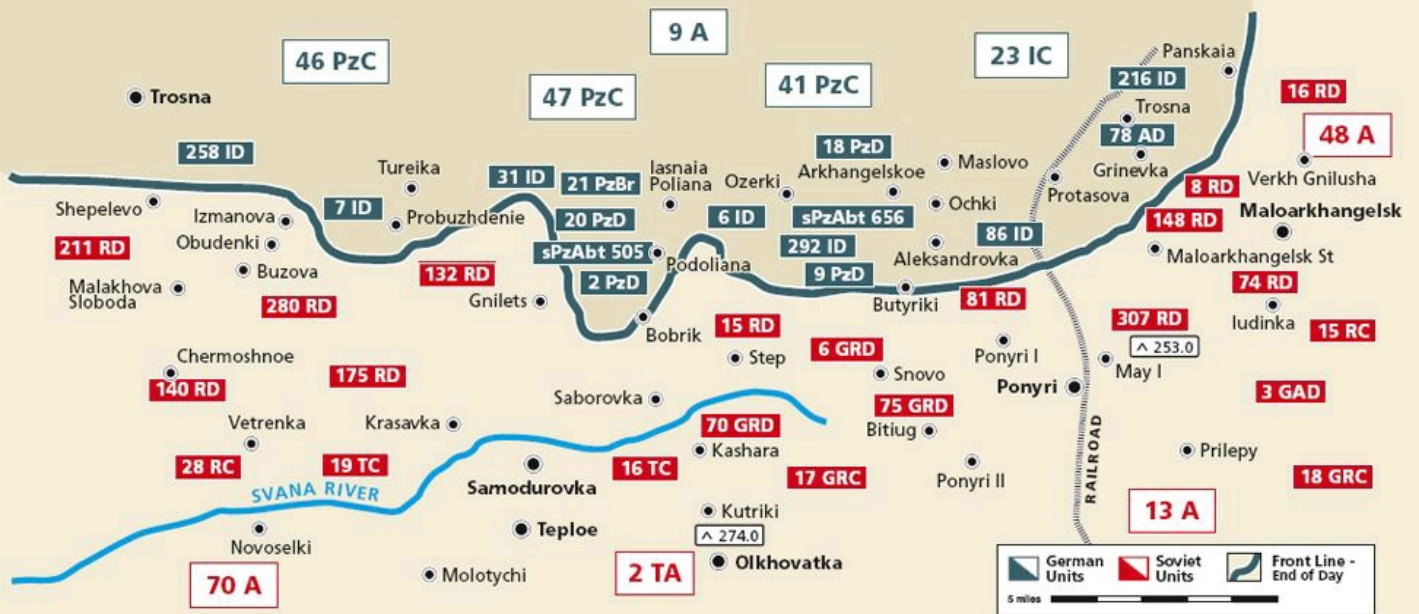 9 A
46 PzC
23 IC
Panskaia
47 PzC
41 PzC
216 ID
Trosna
16 RD
Trosna
48 A
258 ID
18 PzD
78 AD
Tureika
31 ID
21 PzBr
Iasnaia
Poliana
Ozerki
Arkhangelskoe
Maslovo
Grinevka
Protasova
8 RD
Verkh Gnilusha
Shepelevo
Izmanova
7 ID
Probuzhdenie
20 PzD
6 ID
sPzAbt 656
Ochki
148 RD
Maloarkhangelsk
211 RD
Obudenki
sPzAbt 505
292 ID
86 ID
Aleksandrovka
Maloarkhangelsk St
Buzova
132 RD
Podoliana
9 PzD
Malakhova
Sloboda
2 PzD
74 RD
280 RD
Gnilets
Butyriki
81 RD
Iudinka
Bobrik
15 RD
307 RD
15 RC
Chermoshnoe
Step
6 GRD
Ponyri I
253.0
May I
140 RD
175 RD
Snovo
Ponyri
3 GAD
Saborovka
75 GRD
Vetrenka
Krasavka
70 GRD
Bitiug
28 RC
19 TC
Kashara
Prilepy
16 TC
17 GRC
Ponyri II
18 GRC
SVANA RIVER
Samodurovka
RAILROAD
Kutriki
13 A
Novoselki
Teploe
274.0
Olkhovatka
70 A
Molotychi
2 TA
German
Units
Soviet
Units
Front Line -
End of Day
5 miles